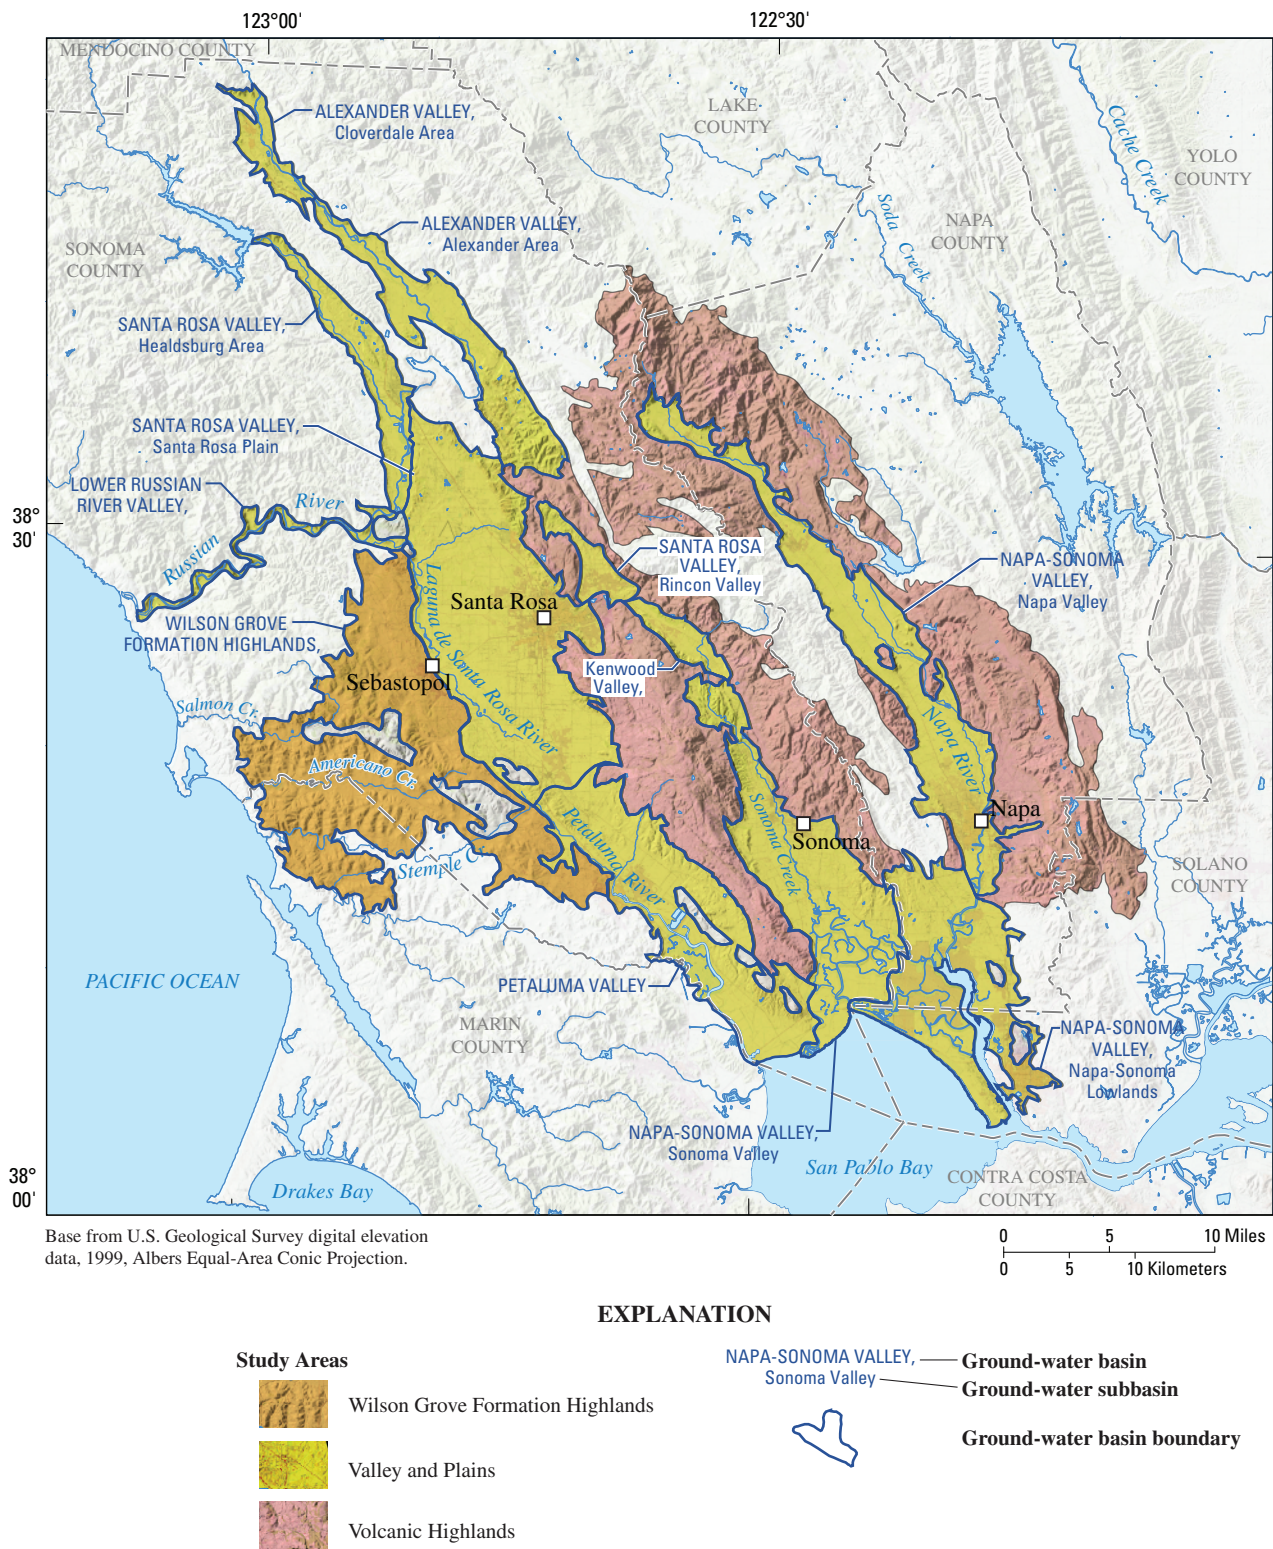 123°00'
122°30'
MENDOCINO COUNTY
ALEXANDER VALLEY,
Cloverdale Area
LAKE
COUNTY
Cache Creek
YOLO
COUNTY
SONOMA
COUNTY
ALEXANDER VALLEY,
Alexander Area
Soda Creek
NAPA
COUNTY
SANTA ROSA VALLEY,
Healdsburg Area
SANTA ROSA VALLEY,
Santa Rosa Plain
LOWER RUSSIAN
RIVER VALLEY,
38°
30'
Russian River
SANTA ROSA
VALLEY,
Rincon Valley
NAPA-SONOMA
VALLEY,
Napa Valley
WILSON GROVE
FORMATION HIGHLANDS,
Laguna de Santa Rosa River
Santa Rosa
Kenwood
Valley,
Sebastopol
Salmon Cr.
Americano Cr.
Napa River
Petaluma River
Sonoma Creek
Sonoma
Napa
Stemple Cr.
SOLANO
COUNTY
PACIFIC OCEAN
PETALUMA VALLEY
MARIN
COUNTY
NAPA-SONOMA
VALLEY,
Napa-Sonoma
Lowlands
NAPA-SONOMA VALLEY,
Sonoma Valley
San Pablo Bay
CONTRA COSTA
COUNTY
38°
00'
Drakes Bay
Base from U.S. Geological Survey digital elevation
data, 1999, Albers Equal-Area Conic Projection.
0 5 10 Miles
0 5 10 Kilometers
EXPLANATION
Study Areas
Wilson Grove Formation Highlands
Valley and Plains
Volcanic Highlands
NAPA-SONOMA VALLEY,
Sonoma Valley
Ground-water basin
Ground-water subbasin
Ground-water basin boundary